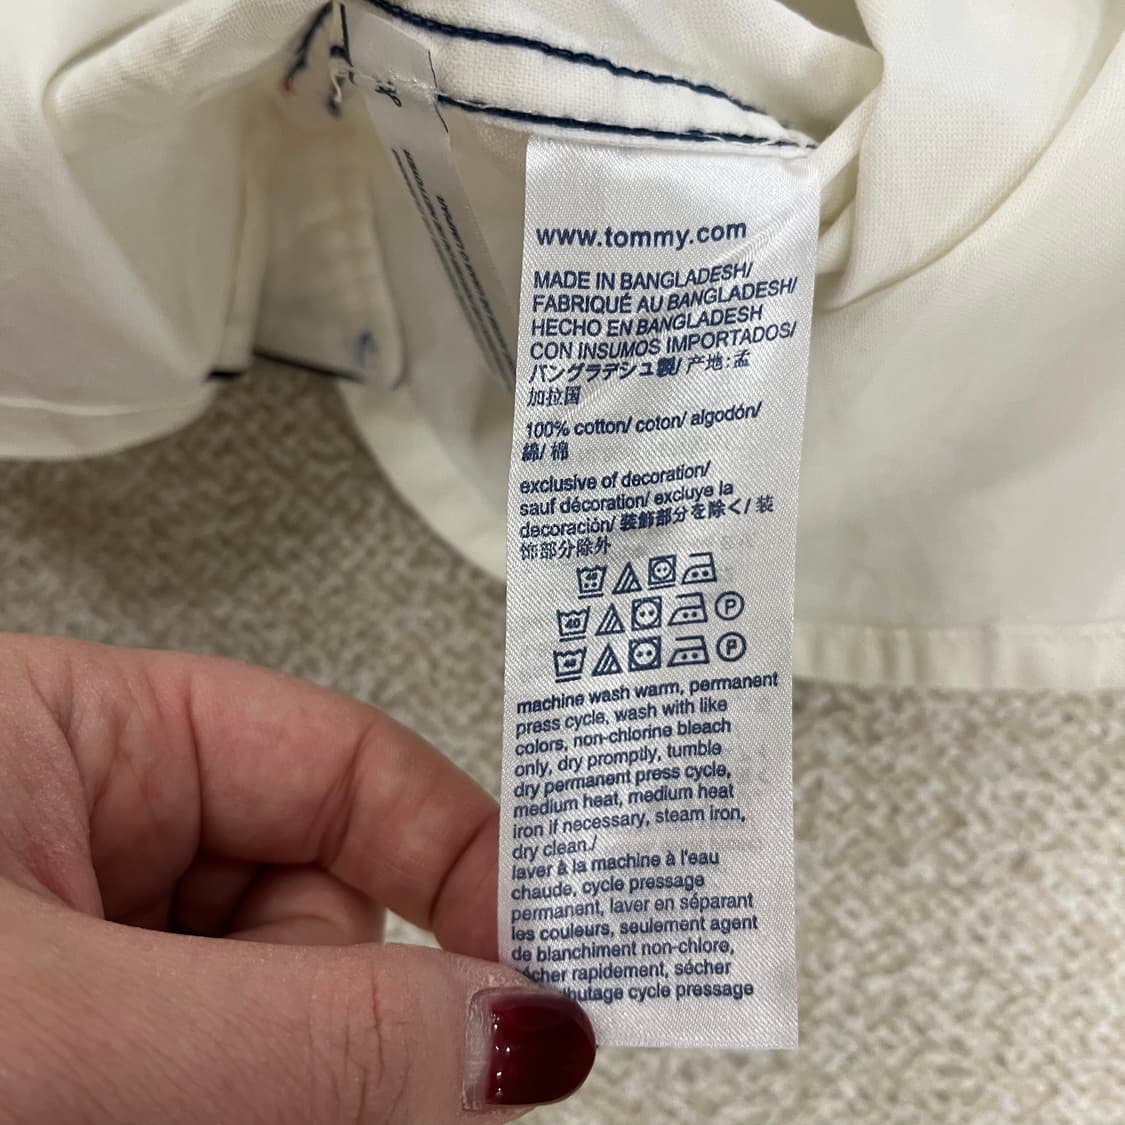 www.tommy.com
MADE IN BANGLADESH/
FABRIQUÉ AU BANGLADESH/
HECHO EN BANGLADESH
CON INSUMOS IMPORTADOS/
バングラデシュ製/ 产地:孟
加拉国
100% cotton/ coton/ algodón/
綿/ 棉
exclusive of decoration/
sauf décoration/ excluye la
decoración/ 装飾部分を除く/ 装
饰部分除外
40
40 P
40 P
machine wash warm, permanent
press cycle, wash with like
colors, non-chlorine bleach
only, dry promptly, tumble
dry permanent press cycle,
medium heat, medium heat
iron if necessary, steam iron,
dry clean./
laver à la machine à l'eau
chaude, cycle pressage
permanent, laver en séparant
les couleurs, seulement agent
de blanchiment non-chlore,
rapidement, sécher
cycle pressage